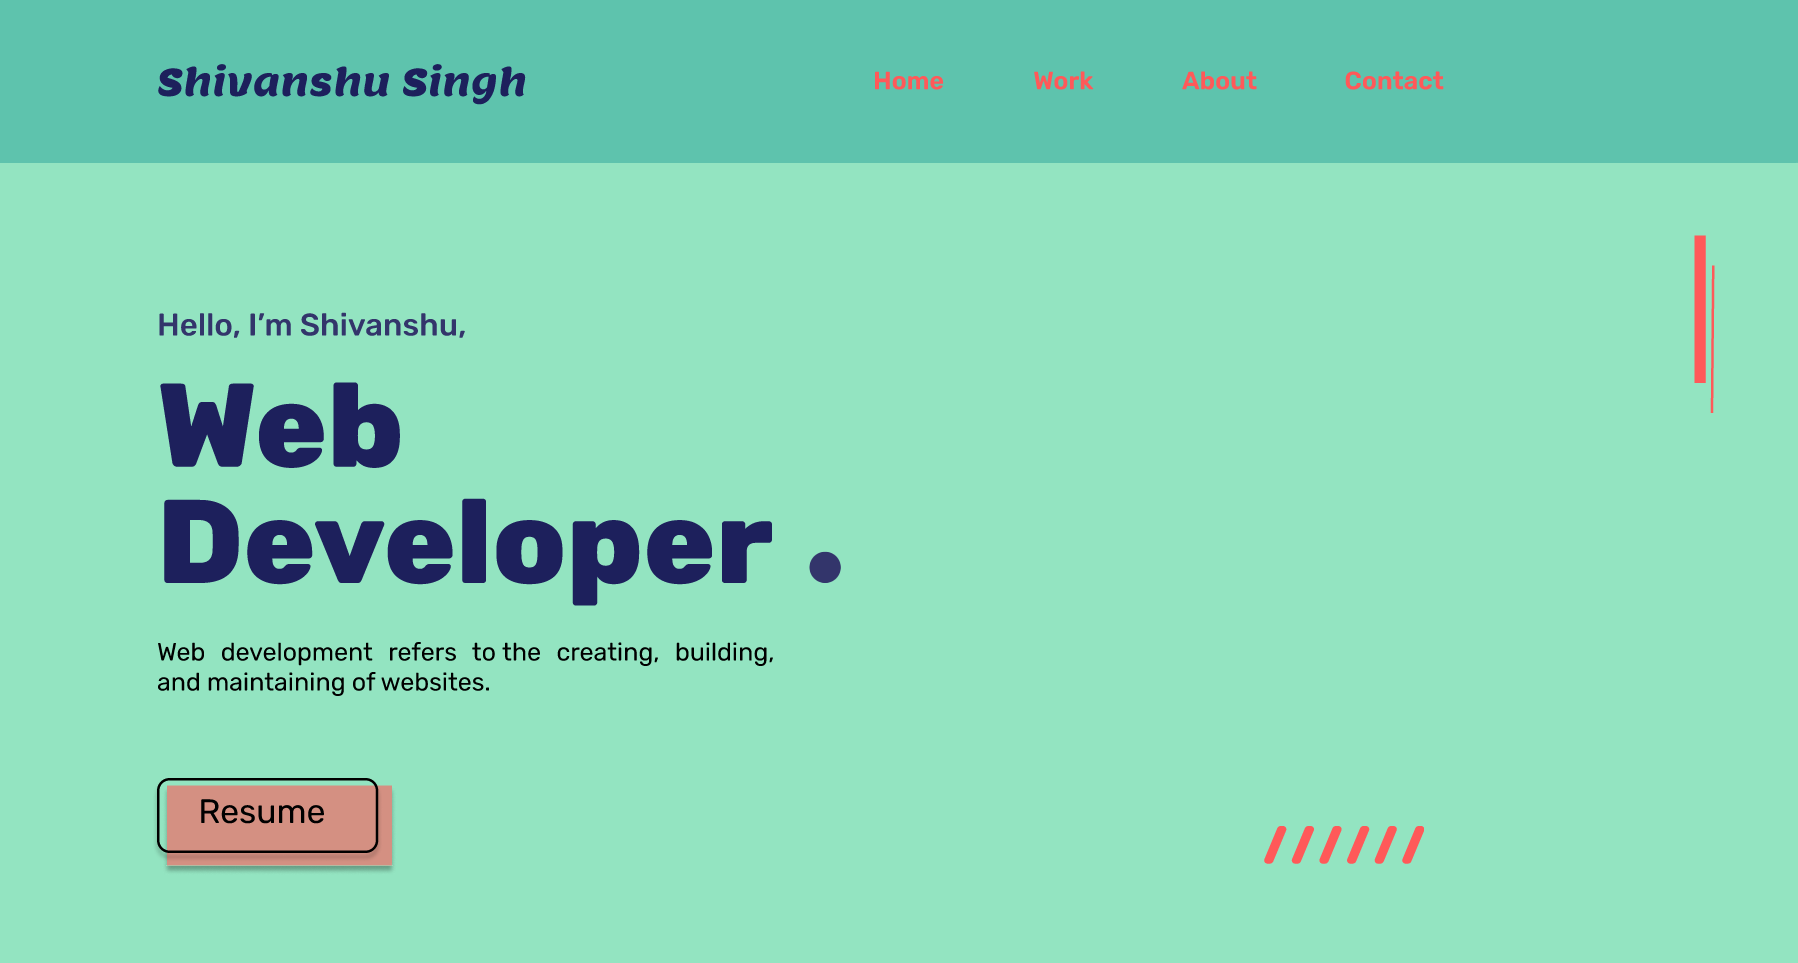 Shivanshu Singh
Home Work About Contact
Hello, I’m Shivanshu,
Web
Developer .
Web development refers to the creating, building,
and maintaining of websites.
Resume